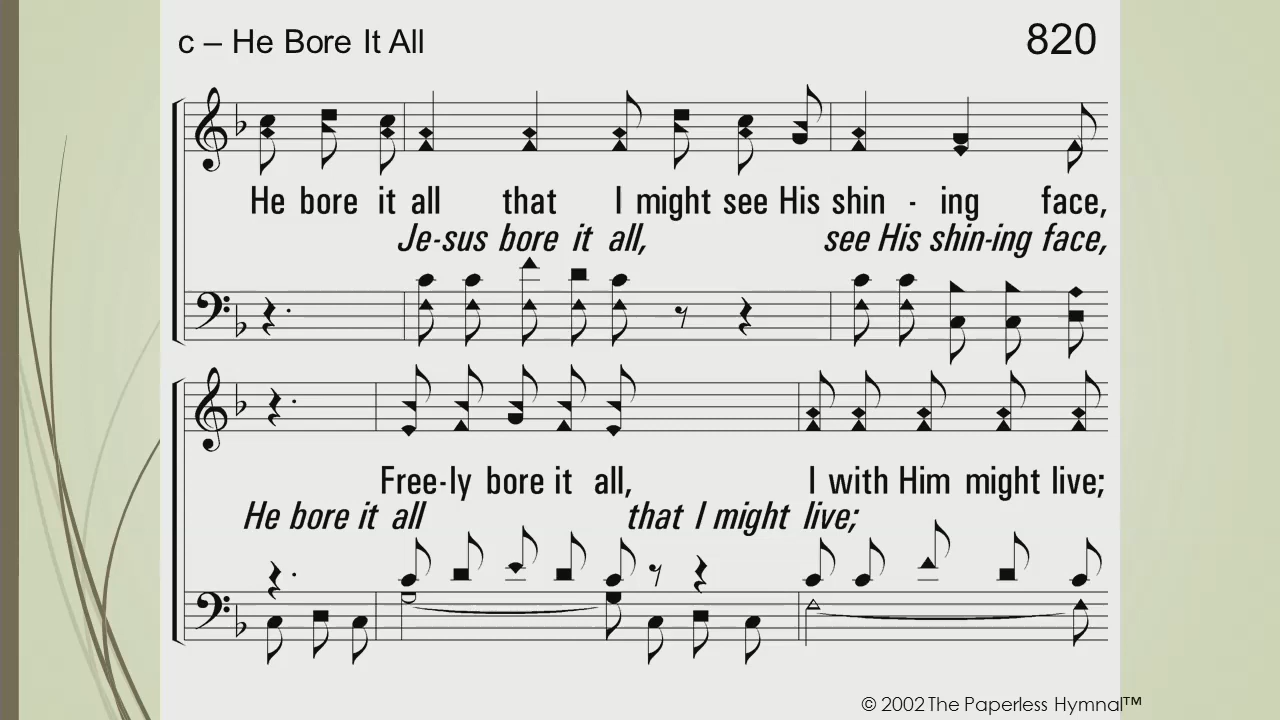 c – He Bore It All
820
He bore it all that I might see His shin - ing face,
Je-sus bore it all, see His shin-ing face,
Free-ly bore it all, I with Him might live;
He bore it all that I might live;
© 2002 The Paperless Hymnal™